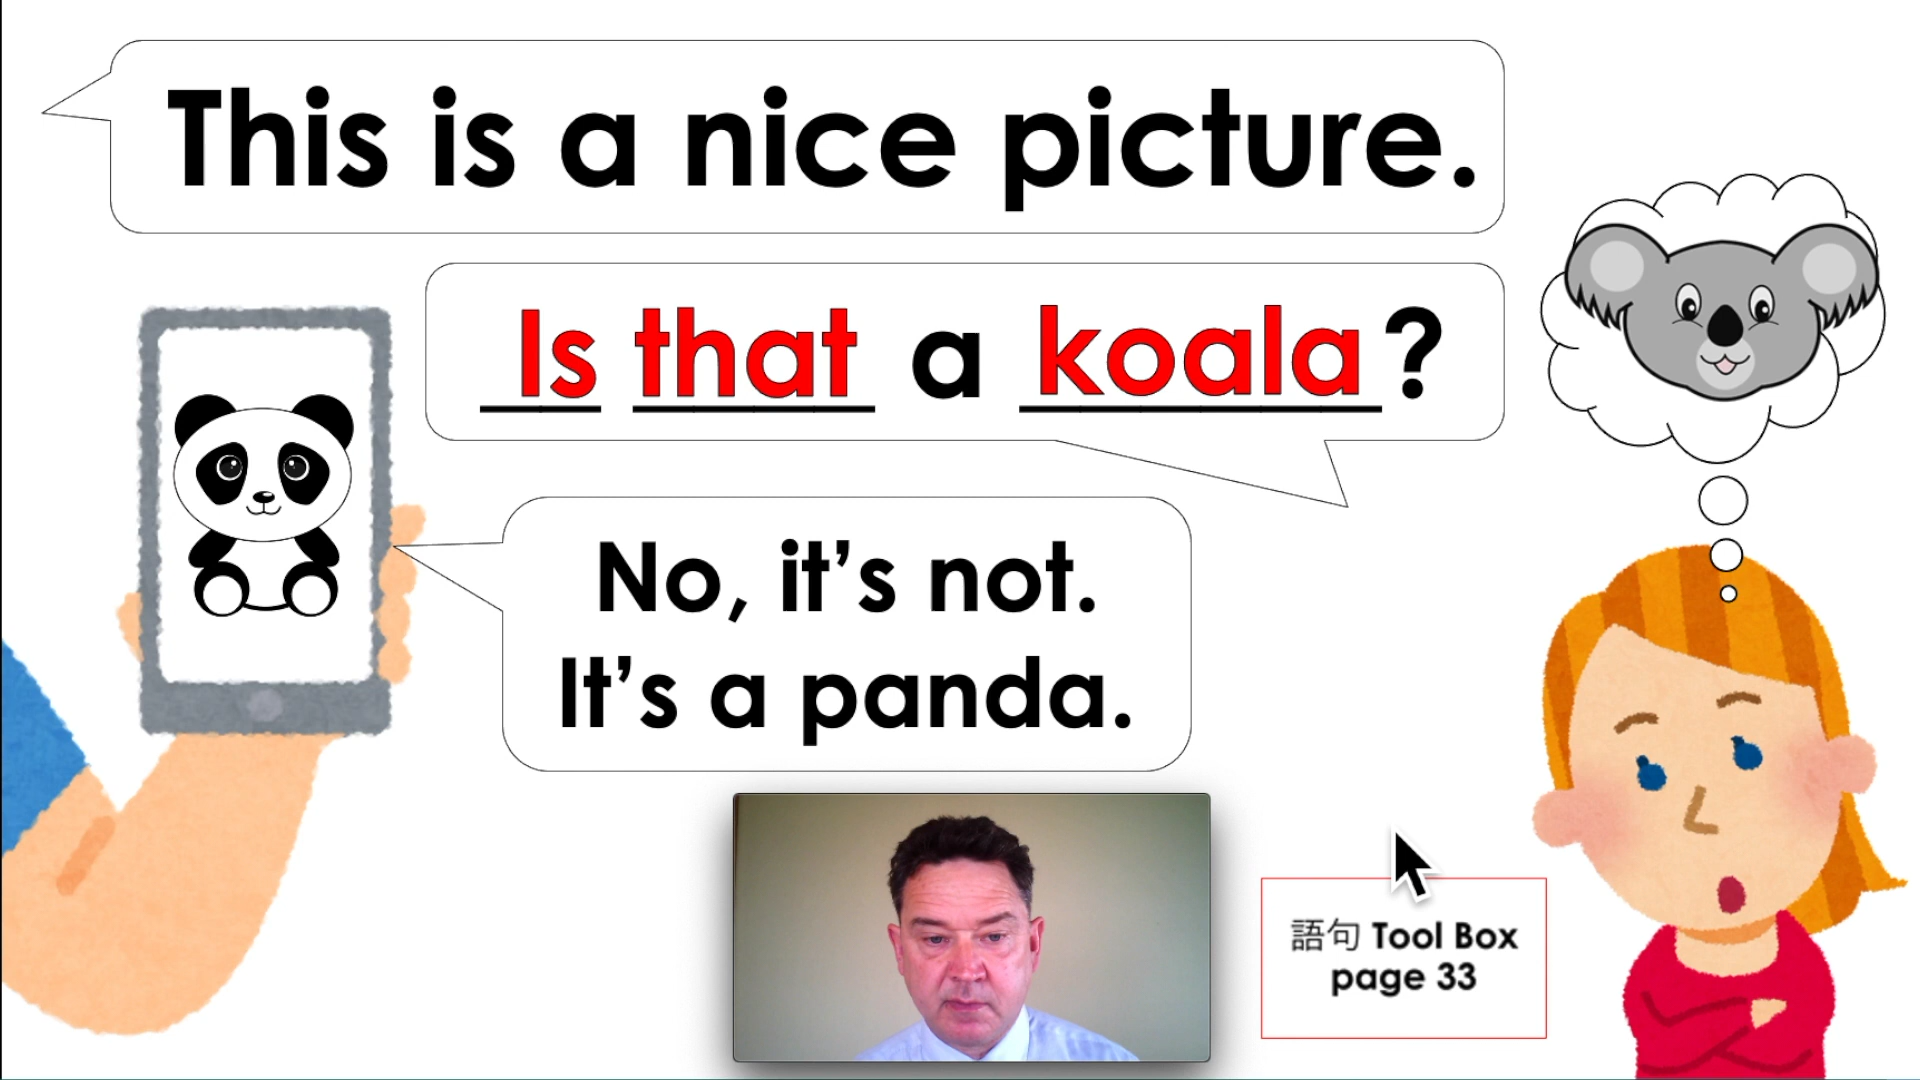 This is a nice picture.
Is that a koala?
No, it's not.
It's a panda.
語句 Tool Box
page 33